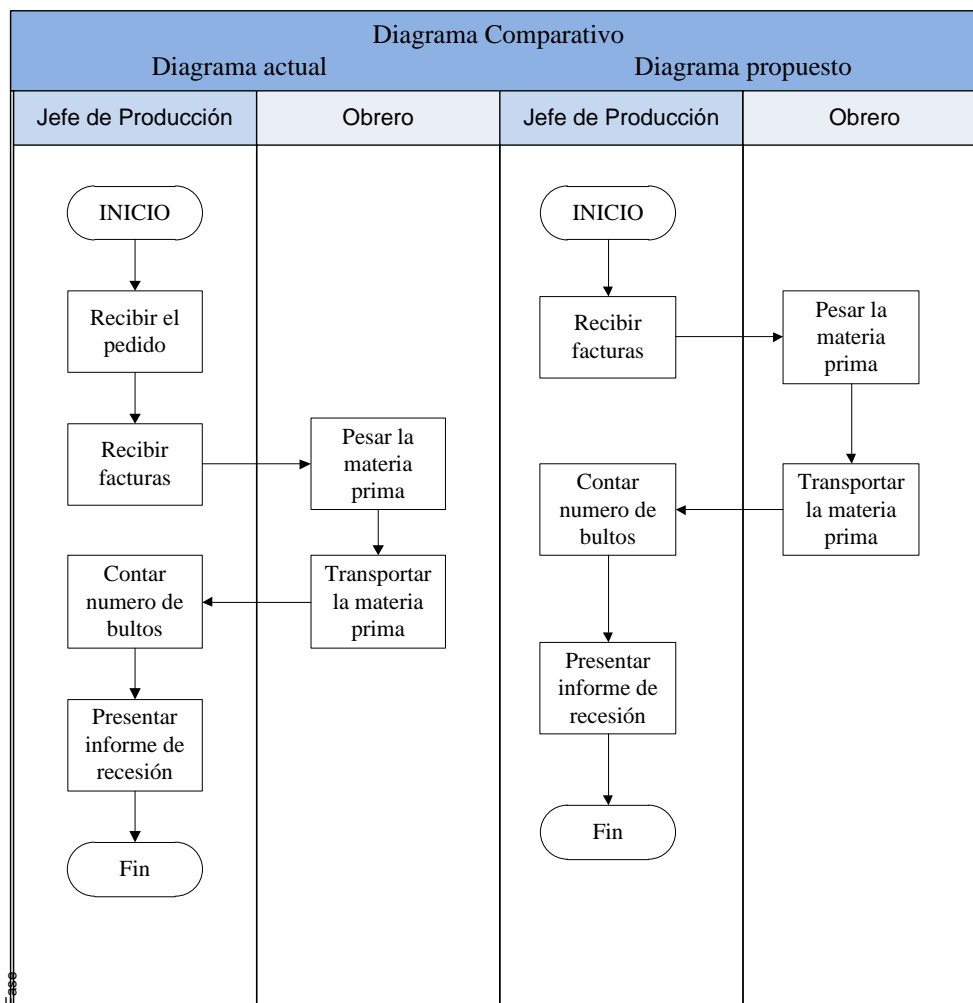 Diagrama Comparativo
Diagrama actual
Diagrama propuesto
Jefe de Producción
Obrero
Jefe de Producción
Obrero
INICIO
Recibir el
pedido
Recibir
facturas
Pesar la
materia
prima
Transportar
la materia
prima
Contar
numero de
bultos
Presentar
informe de
recesión
Fin
INICIO
Recibir
facturas
Pesar la
materia
prima
Transportar
la materia
prima
Contar
numero de
bultos
Presentar
informe de
recesión
Fin
Fase